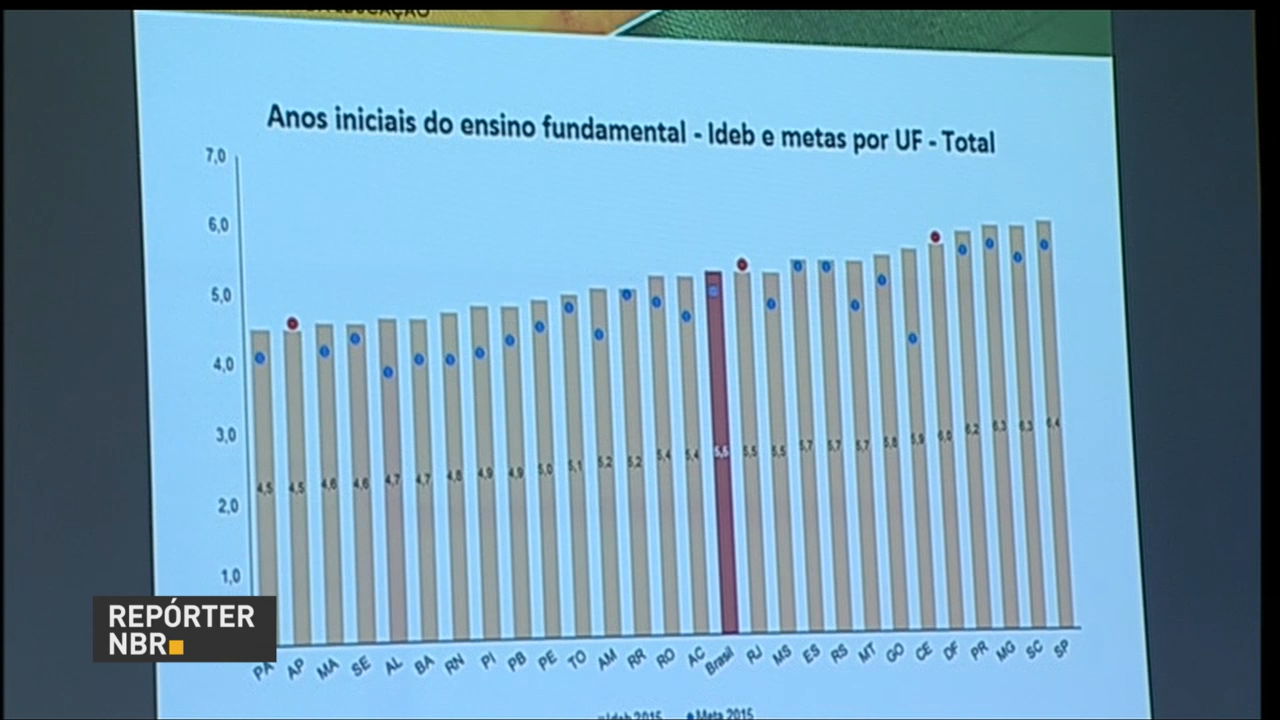 EDUCAÇÃO
Anos iniciais do ensino fundamental - Ideb e metas por UF - Total
7,0
6,0
5,0
4,0
3,0
2,0
1,0
4,5 4,5 4,6 4,6 4,7 4,7 4,8 4,9 4,9 5,0 5,1 5,2 5,2 5,4 5,4 5,5 5,5 5,5 5,7 5,7 5,7 5,8 5,9 6,0 6,2 6,3 6,3 6,4
PA AP MA SE AL BA RN PI PB PE TO AM RR RO AC Brasil RJ MS ES RS MT GO CE DF PR MG SC SP
Ideb 2015 Meta 2015
REPÓRTER
NBR